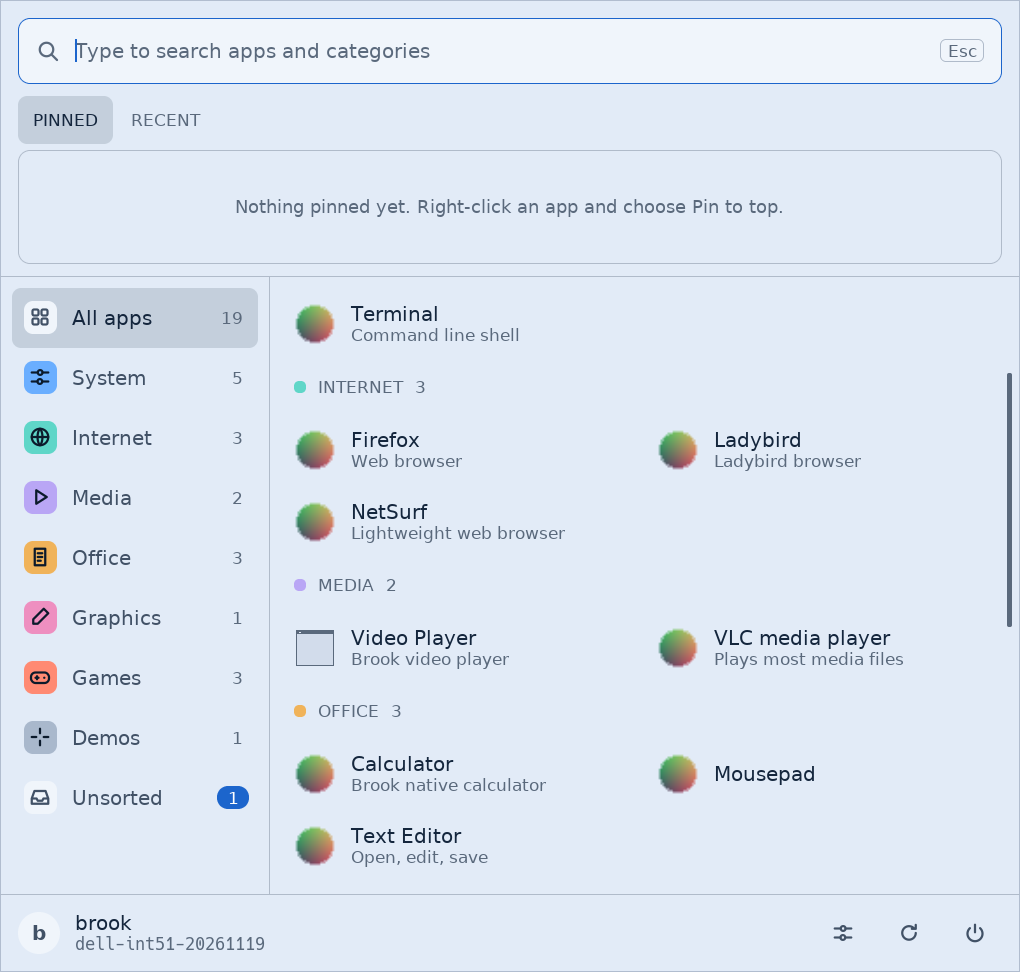 Type to search apps and categories
Esc
PINNED
RECENT
Nothing pinned yet. Right-click an app and choose Pin to top.
All apps 19
System 5
Internet 3
Media 2
Office 3
Graphics 1
Games 3
Demos 1
Unsorted 1
Terminal
Command line shell
INTERNET 3
Firefox
Web browser
Ladybird
Ladybird browser
NetSurf
Lightweight web browser
MEDIA 2
Video Player
Brook video player
VLC media player
Plays most media files
OFFICE 3
Calculator
Brook native calculator
Mousepad
Text Editor
Open, edit, save
b
brook
dell-int51-20261119